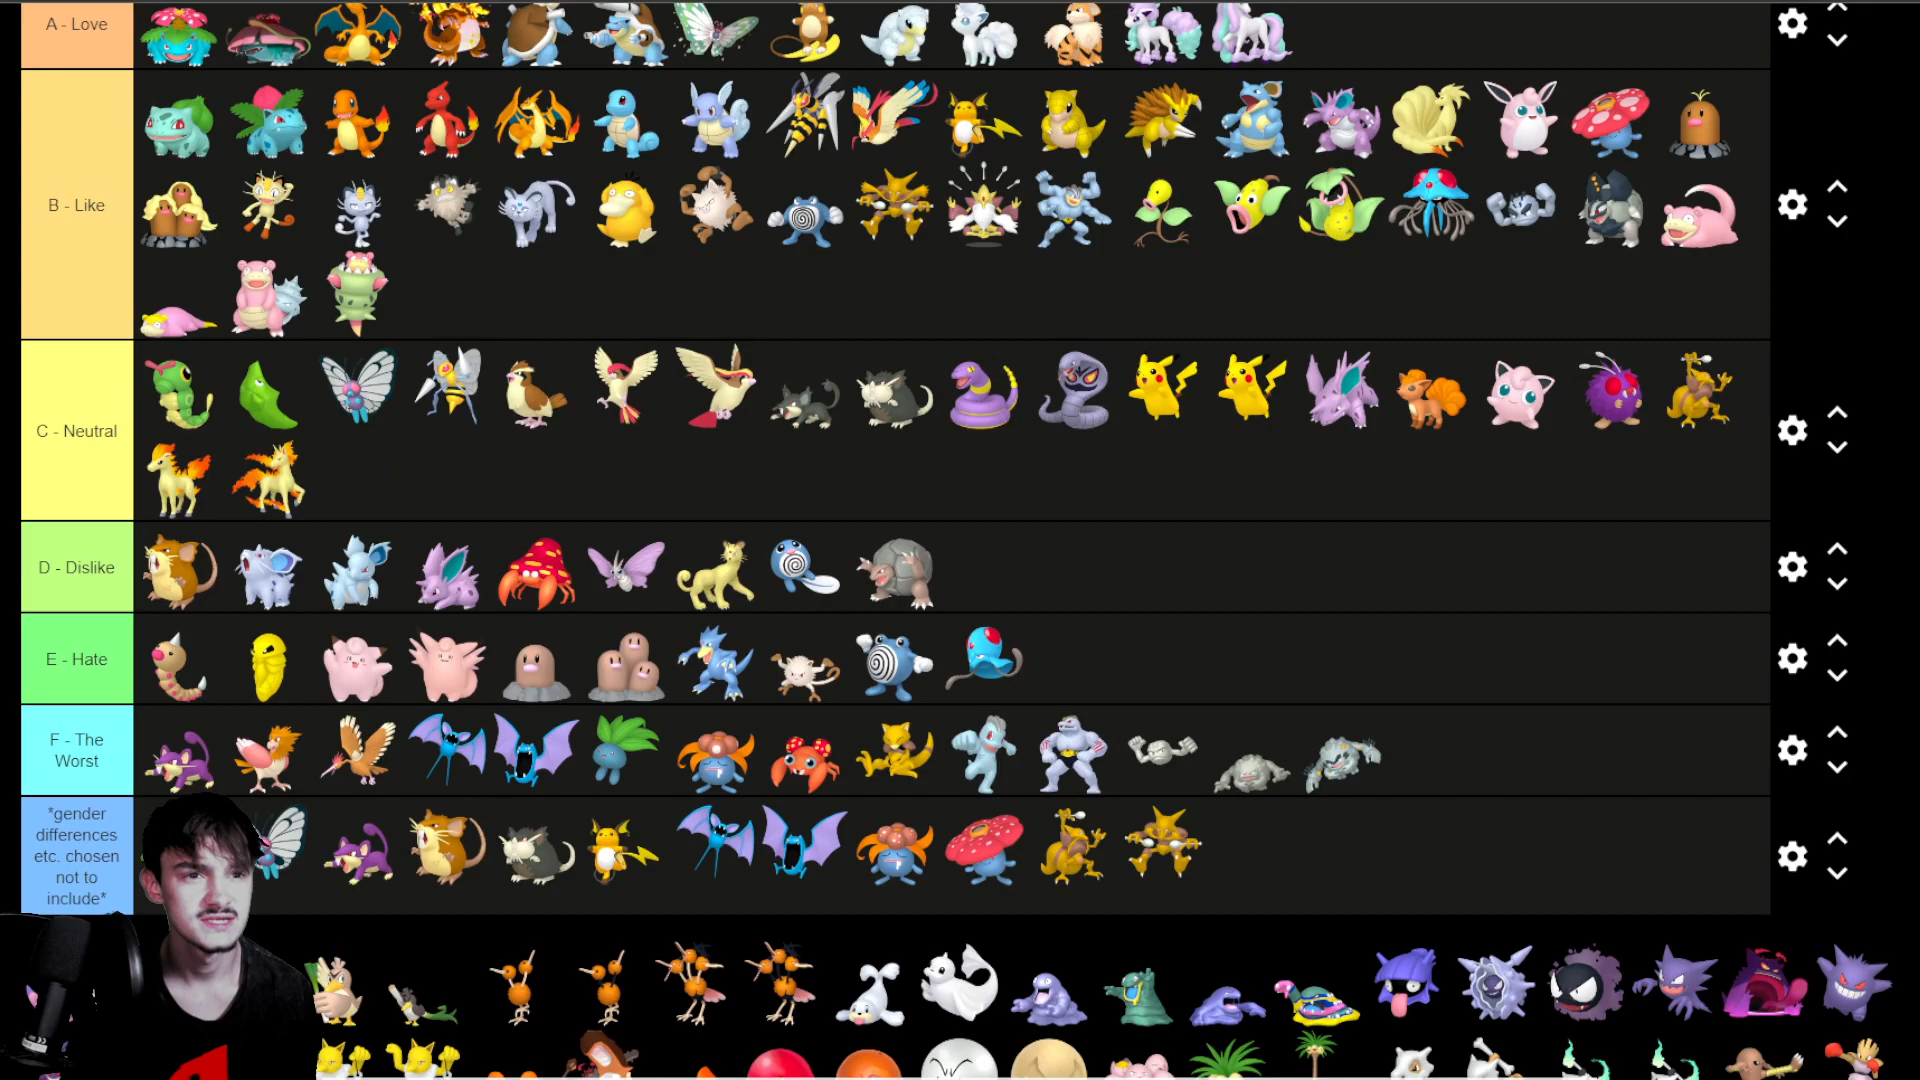 A - Love
B - Like
C - Neutral
D - Dislike
E - Hate
F - The
Worst
*gender
differences
etc. chosen
not to
include*